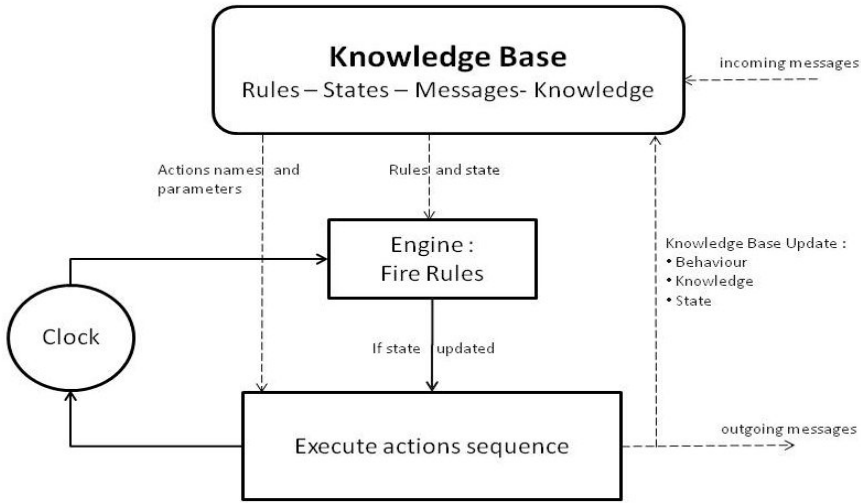 Knowledge Base
Rules – States – Messages- Knowledge
incoming messages
Actions names and
parameters
Rules and state
Engine :
Fire Rules
Knowledge Base Update :
• Behaviour
• Knowledge
• State
Clock
If state updated
Execute actions sequence
outgoing messages